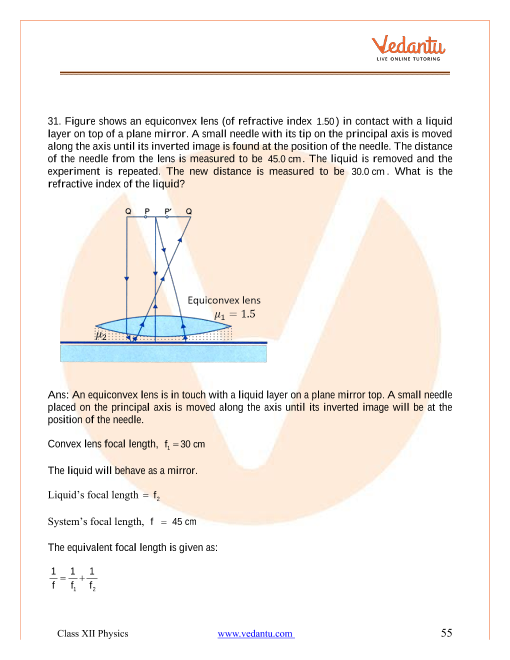 Vedantu
LIVE ONLINE TUTORING
31. Figure shows an equiconvex lens (of refractive index 1.50) in contact with a liquid
layer on top of a plane mirror. A small needle with its tip on the principal axis is moved
along the axis until its inverted image is found at the position of the needle. The distance
of the needle from the lens is measured to be 45.0 cm. The liquid is removed and the
experiment is repeated. The new distance is measured to be 30.0 cm. What is the
refractive index of the liquid?
Q P P' Q
Equiconvex lens
μ₁ = 1.5
μ₂
Ans: An equiconvex lens is in touch with a liquid layer on a plane mirror top. A small needle
placed on the principal axis is moved along the axis until its inverted image will be at the
position of the needle.
Convex lens focal length, f₁ = 30 cm
The liquid will behave as a mirror.
Liquid's focal length = f₂
System's focal length, f = 45 cm
The equivalent focal length is given as:
1/f = 1/f₁ + 1/f₂
Class XII Physics www.vedantu.com 55